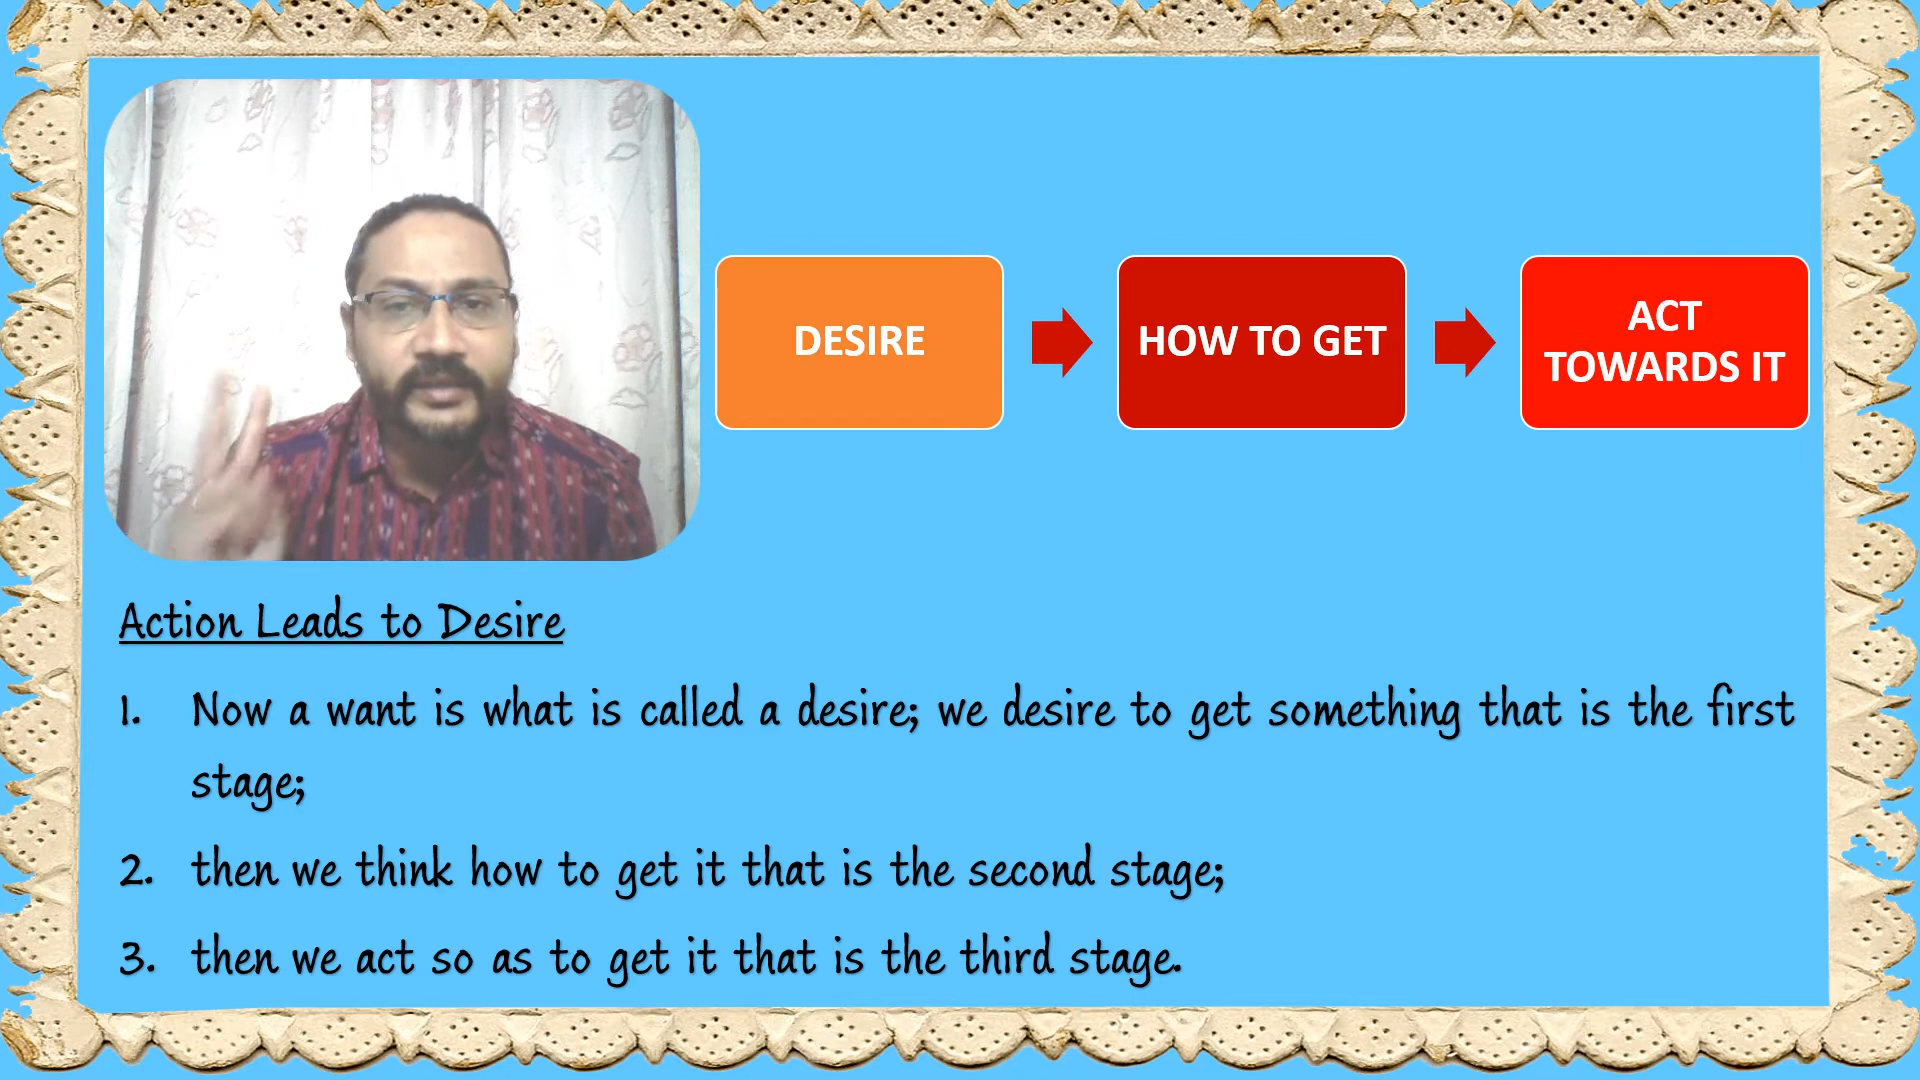 DESIRE
HOW TO GET
ACT
TOWARDS IT
Action Leads to Desire
1. Now a want is what is called a desire; we desire to get something that is the first
stage;
2. then we think how to get it that is the second stage;
3. then we act so as to get it that is the third stage.